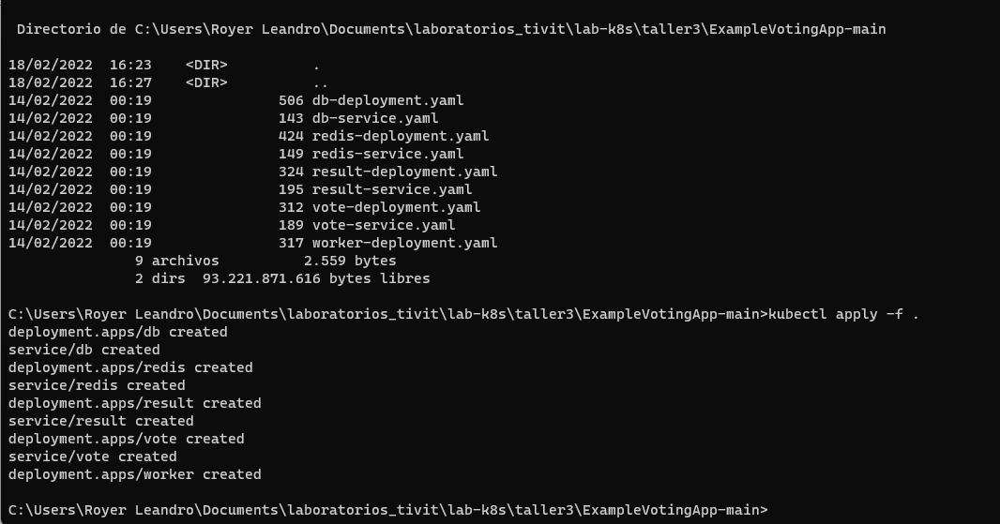 Directorio de C:\Users\Royer Leandro\Documents\laboratorios_tivit\lab-k8s\taller3\ExampleVotingApp-main
18/02/2022  16:23    <DIR>          .
18/02/2022  16:27    <DIR>          ..
14/02/2022  00:19               506 db-deployment.yaml
14/02/2022  00:19               143 db-service.yaml
14/02/2022  00:19               424 redis-deployment.yaml
14/02/2022  00:19               149 redis-service.yaml
14/02/2022  00:19               324 result-deployment.yaml
14/02/2022  00:19               195 result-service.yaml
14/02/2022  00:19               312 vote-deployment.yaml
14/02/2022  00:19               189 vote-service.yaml
14/02/2022  00:19               317 worker-deployment.yaml
9 archivos          2.559 bytes
2 dirs  93.221.871.616 bytes libres
C:\Users\Royer Leandro\Documents\laboratorios_tivit\lab-k8s\taller3\ExampleVotingApp-main>kubectl apply -f .
deployment.apps/db created
service/db created
deployment.apps/redis created
service/redis created
deployment.apps/result created
service/result created
deployment.apps/vote created
service/vote created
deployment.apps/worker created
C:\Users\Royer Leandro\Documents\laboratorios_tivit\lab-k8s\taller3\ExampleVotingApp-main>